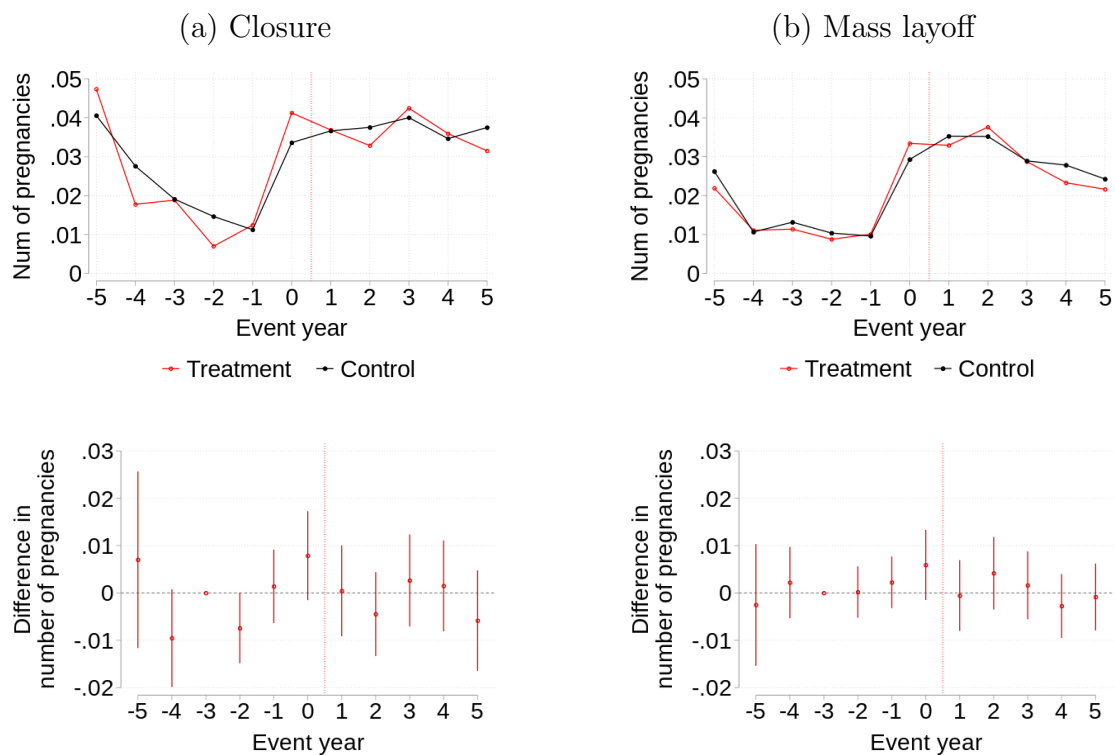 (a) Closure
.05
.04
.03
.02
.01
0
Num of pregnancies
-5 -4 -3 -2 -1 0 1 2 3 4 5
Event year
Treatment Control
(b) Mass layoff
.05
.04
.03
.02
.01
0
Num of pregnancies
-5 -4 -3 -2 -1 0 1 2 3 4 5
Event year
Treatment Control
.03
.02
.01
0
-.01
-.02
Difference in
number of pregnancies
-5 -4 -3 -2 -1 0 1 2 3 4 5
Event year
.03
.02
.01
0
-.01
-.02
Difference in
number of pregnancies
-5 -4 -3 -2 -1 0 1 2 3 4 5
Event year